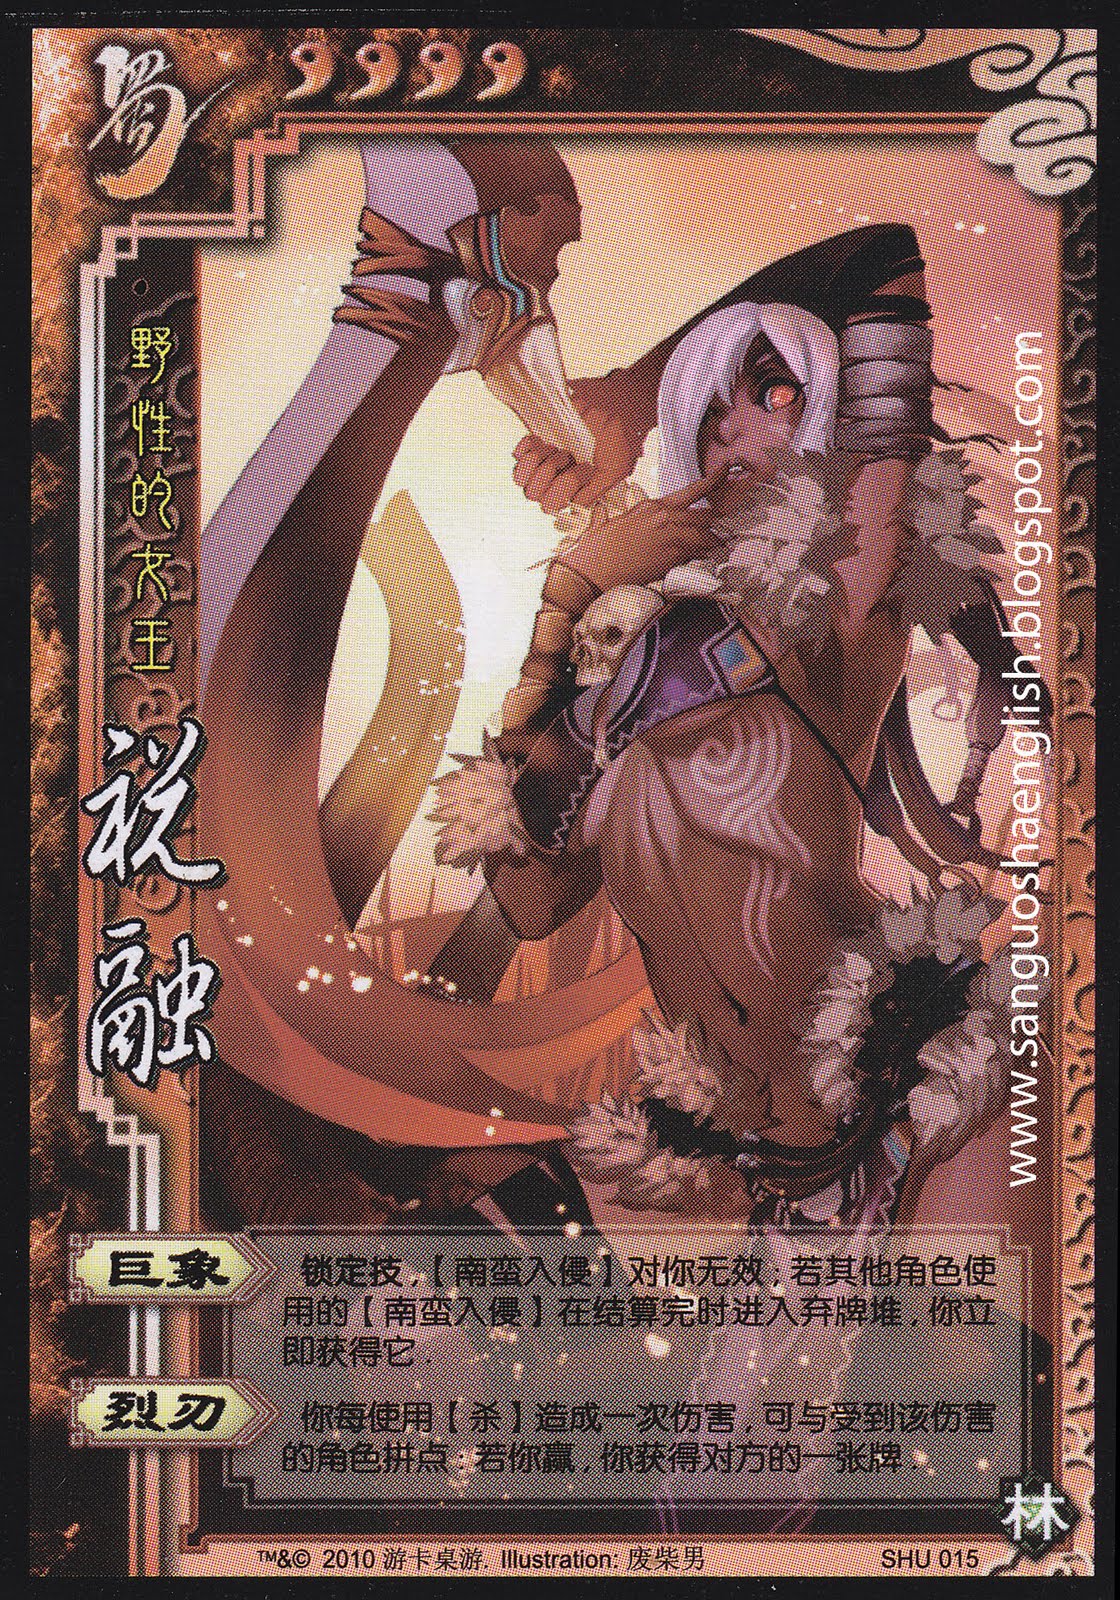 蜀
野性的女王
祝融
www.sanguoshaenglish.blogspot.com
巨象
锁定技,【南蛮入侵】对你无效;若其他角色使
用的【南蛮入侵】在结算完时进入弃牌堆,你立
即获得它.
烈刃
你每使用【杀】造成一次伤害,可与受到该伤害
的角色拼点:若你赢,你获得对方的一张牌.
林
™&© 2010 游卡桌游. Illustration: 废柴男
SHU 015